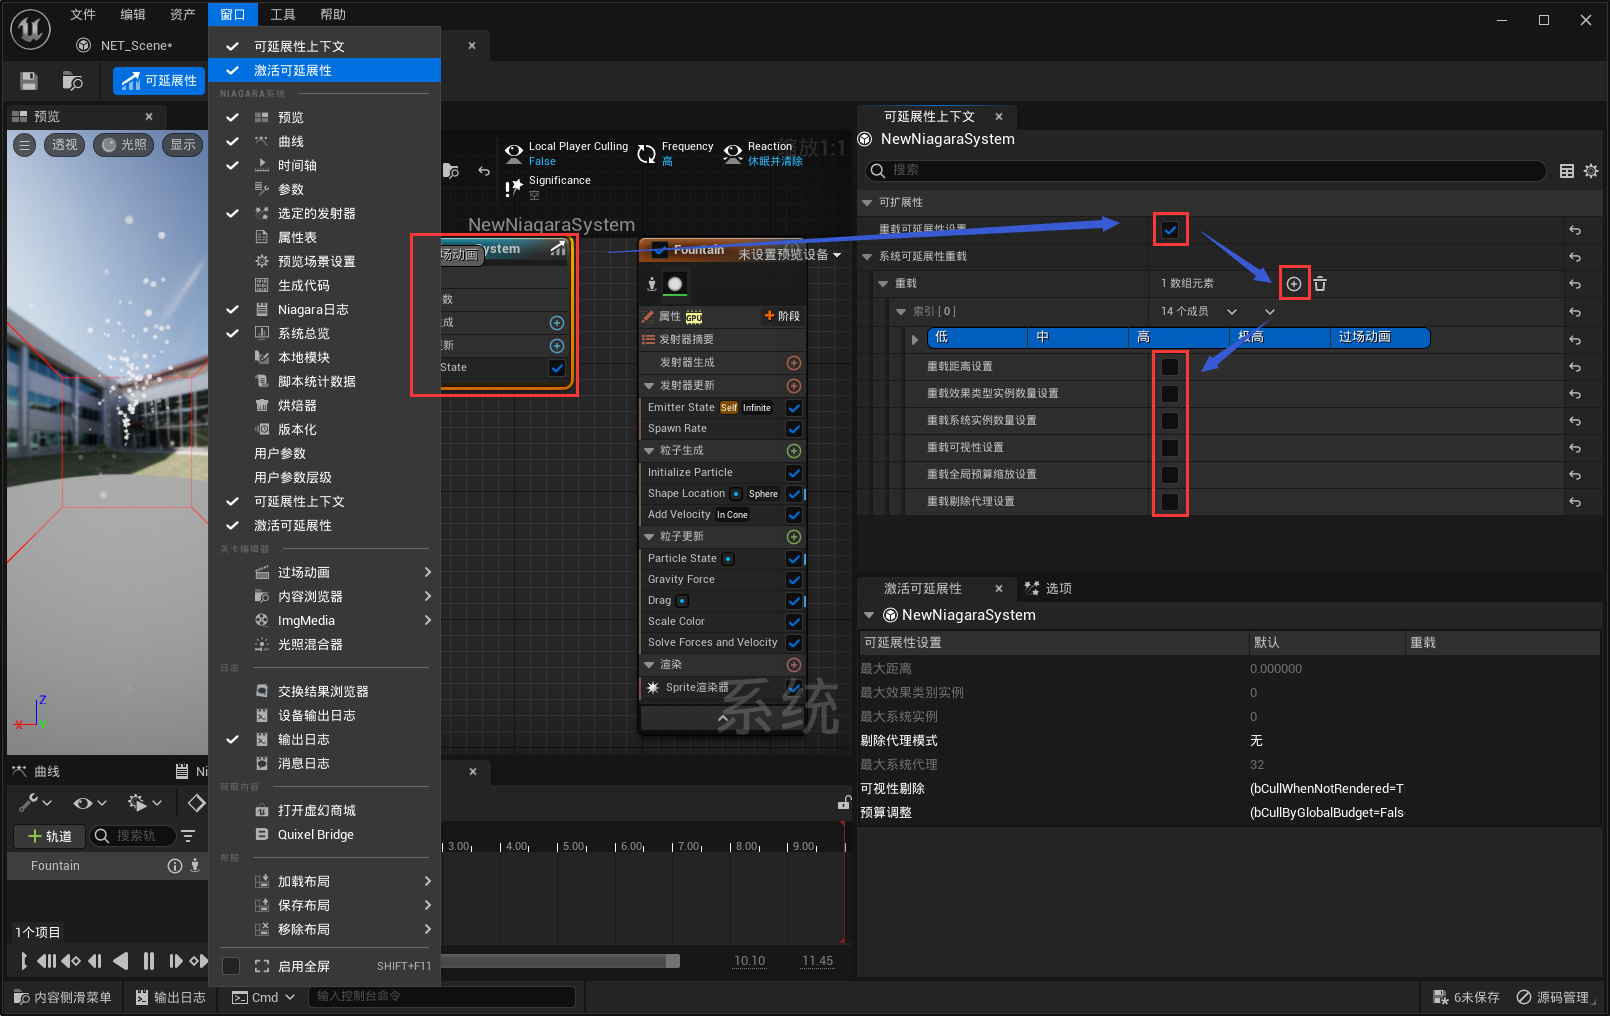 文件
编辑
资产
窗口
工具
帮助
NET_Scene*
可延展性
预览
透视
光照
显示
可延展性上下文
激活可延展性
NIAGARA系统
预览
曲线
时间轴
参数
选定的发射器
属性表
预览场景设置
生成代码
Niagara日志
系统总览
本地模块
脚本统计数据
烘焙器
版本化
用户参数
用户参数层级
可延展性上下文
激活可延展性
关卡编辑器
过场动画
内容浏览器
ImgMedia
光照混合器
日志
交换结果浏览器
设备输出日志
输出日志
消息日志
获取内容
打开虚幻商城
Quixel Bridge
布局
加载布局
保存布局
移除布局
启用全屏
SHIFT+F11
Local Player Culling
False
Frequency
高
Reaction
休眠并清除
Significance
空
缩放1:1
NewNiagaraSystem
ystem
场动画
数
成
新
State
Fountain
未设置预览设备
属性
GPU
阶段
发射器摘要
发射器生成
发射器更新
Emitter State Self Infinite
Spawn Rate
粒子生成
Initialize Particle
Shape Location Sphere
Add Velocity In Cone
粒子更新
Particle State
Gravity Force
Drag
Scale Color
Solve Forces and Velocity
渲染
Sprite渲染器
系统
可延展性上下文
NewNiagaraSystem
搜索
可扩展性
重载可延展性设置
系统可延展性重载
重载
1 数组元素
索引 [ 0 ]
14 个成员
低
中
高
极高
过场动画
重载距离设置
重载效果类型实例数量设置
重载系统实例数量设置
重载可视性设置
重载全局预算缩放设置
重载剔除代理设置
激活可延展性
选项
NewNiagaraSystem
可延展性设置
默认
重载
最大距离
0.000000
最大效果类别实例
0
最大系统实例
0
剔除代理模式
无
最大系统代理
32
可视性剔除
(bCullWhenNotRendered=T
预算调整
(bCullByGlobalBudget=Fals
X
Z
Y
曲线
Ni
轨道
搜索轨
Fountain
1个项目
3.00
4.00
5.00
6.00
7.00
8.00
9.00
10.10
11.45
内容侧滑菜单
输出日志
Cmd
输入控制台命令
6未保存
源码管理